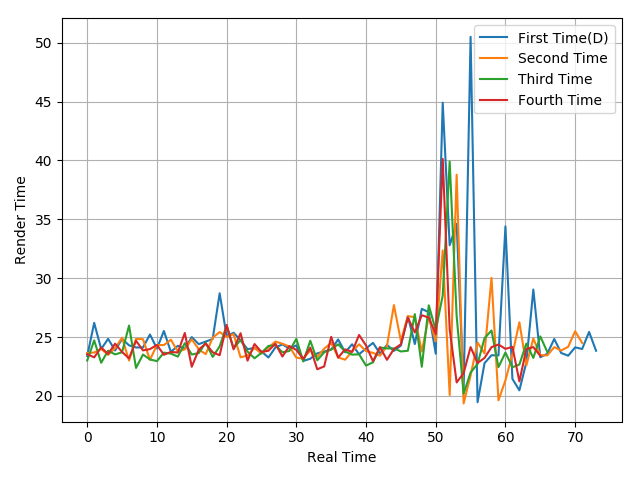 50
45
40
35
30
25
20
Render Time
First Time(D)
Second Time
Third Time
Fourth Time
0 10 20 30 40 50 60 70
Real Time